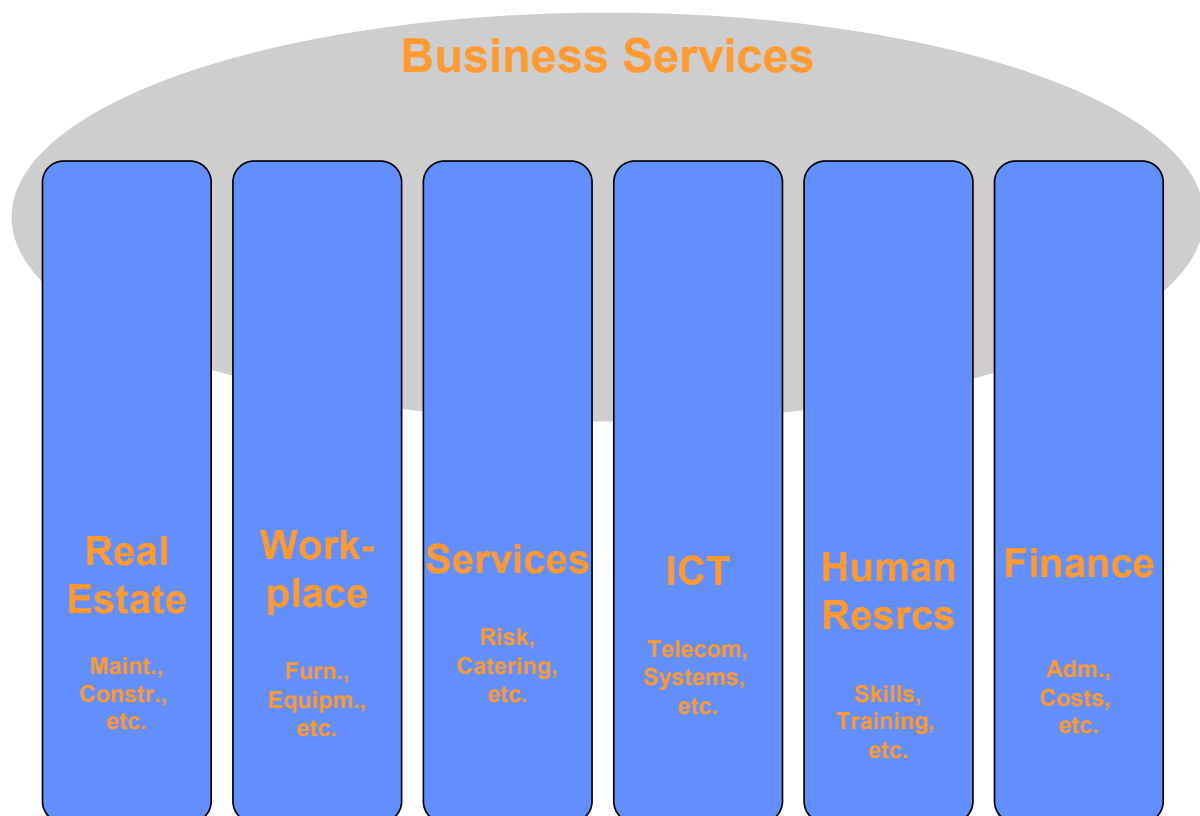 Business Services
Real
Estate
Maint.,
Constr.,
etc.
Work-
place
Furn.,
Equipm.,
etc.
Services
Risk,
Catering,
etc.
ICT
Telecom,
Systems,
etc.
Human
Resrcs
Skills,
Training,
etc.
Finance
Adm.,
Costs,
etc.